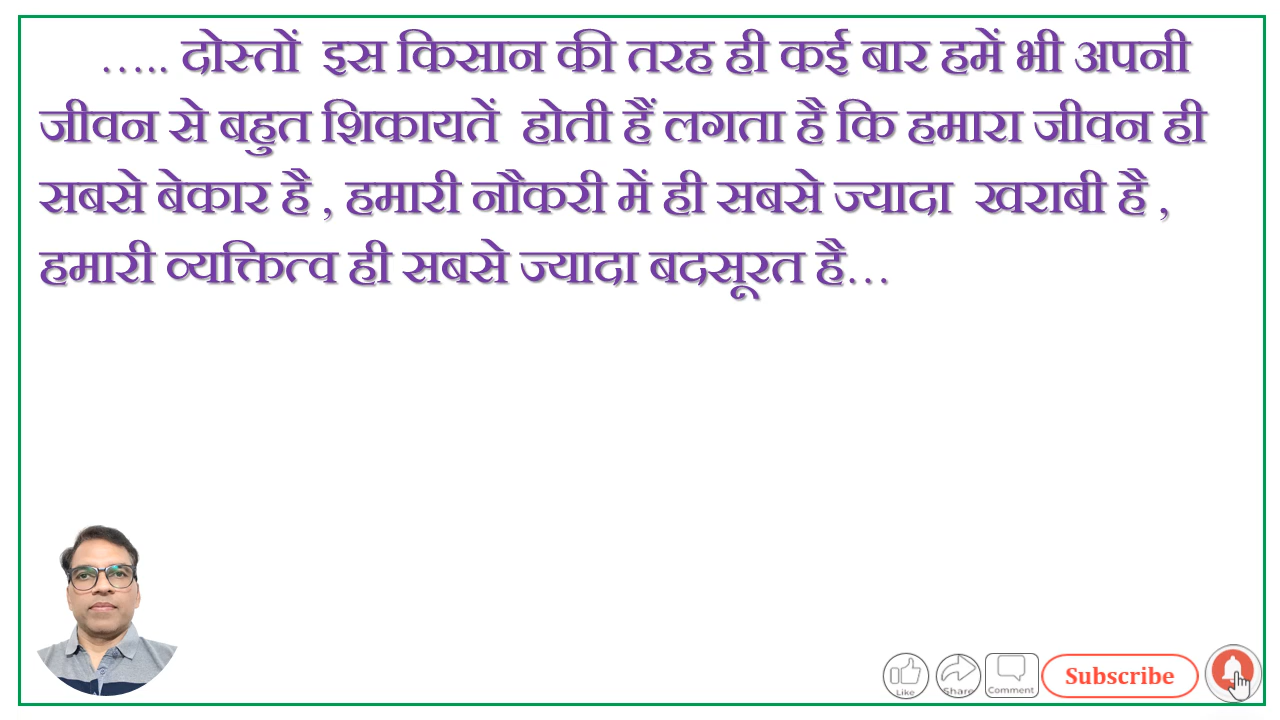 ..... दोस्तों इस किसान की तरह ही कई बार हमें भी अपनी
जीवन से बहुत शिकायतें होती हैं लगता है कि हमारा जीवन ही
सबसे बेकार है , हमारी नौकरी में ही सबसे ज्यादा खराबी है ,
हमारी व्यक्तित्व ही सबसे ज्यादा बदसूरत है...
Like
Share
Comment
Subscribe